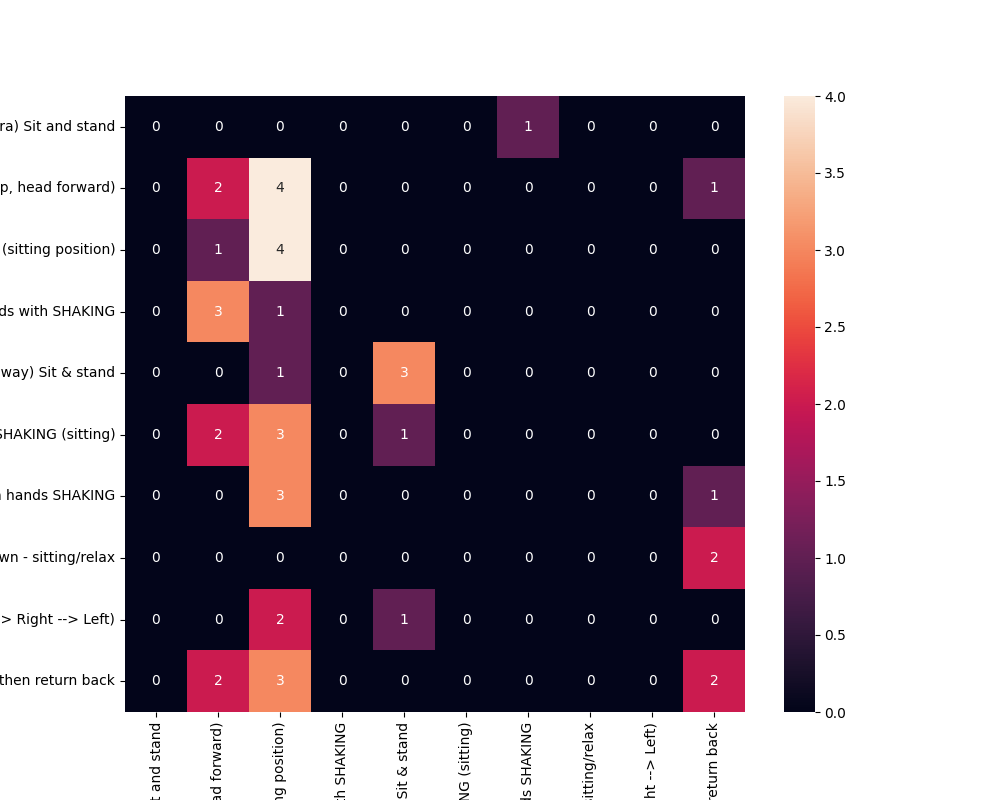 ra) Sit and stand 0 0 0 0 0 0 1 0 0 0
p, head forward) 0 2 4 0 0 0 0 0 0 1
(sitting position) 0 1 4 0 0 0 0 0 0 0
ds with SHAKING 0 3 1 0 0 0 0 0 0 0
way) Sit & stand 0 0 1 0 3 0 0 0 0 0
SHAKING (sitting) 0 2 3 0 1 0 0 0 0 0
hands SHAKING 0 0 3 0 0 0 0 0 0 1
wn - sitting/relax 0 0 0 0 0 0 0 0 0 2
> Right --> Left) 0 0 2 0 1 0 0 0 0 0
then return back 0 2 3 0 0 0 0 0 0 2
t and stand
ad forward)
ng position)
th SHAKING
Sit & stand
NG (sitting)
ds SHAKING
sitting/relax
ht --> Left)
return back
4.0
3.5
3.0
2.5
2.0
1.5
1.0
0.5
0.0